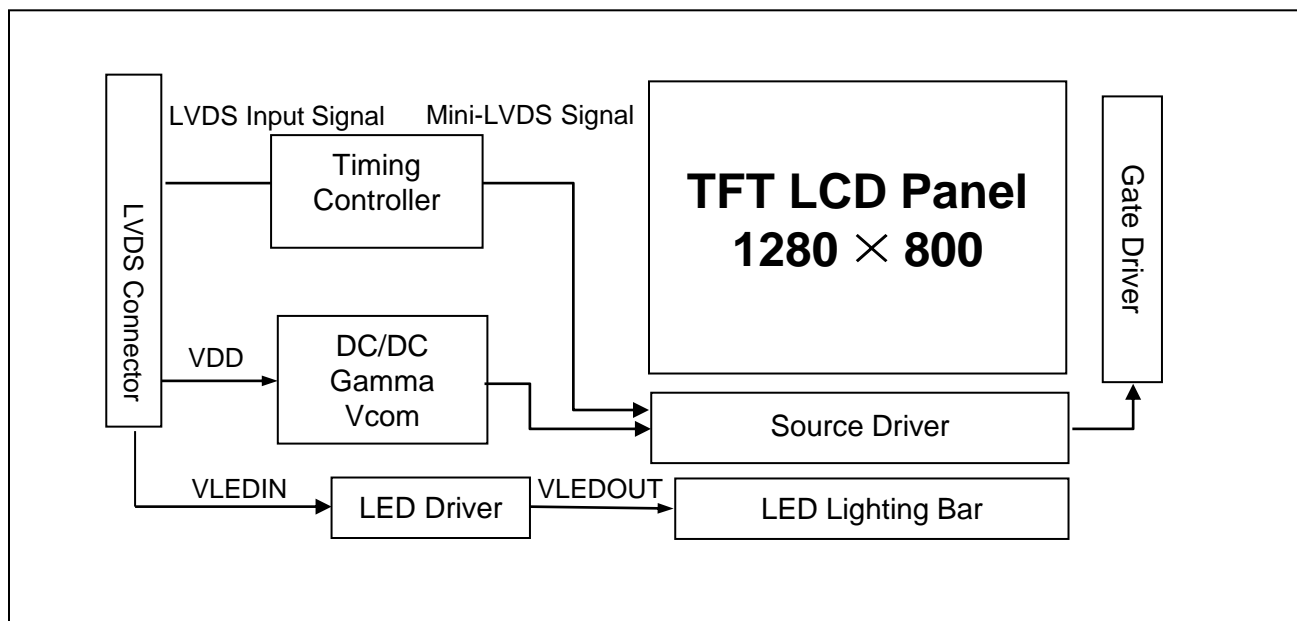 LVDS Connector
LVDS Input Signal
Mini-LVDS Signal
Timing
Controller
TFT LCD Panel
1280 × 800
Gate Driver
VDD
DC/DC
Gamma
Vcom
Source Driver
VLEDIN
LED Driver
VLEDOUT
LED Lighting Bar